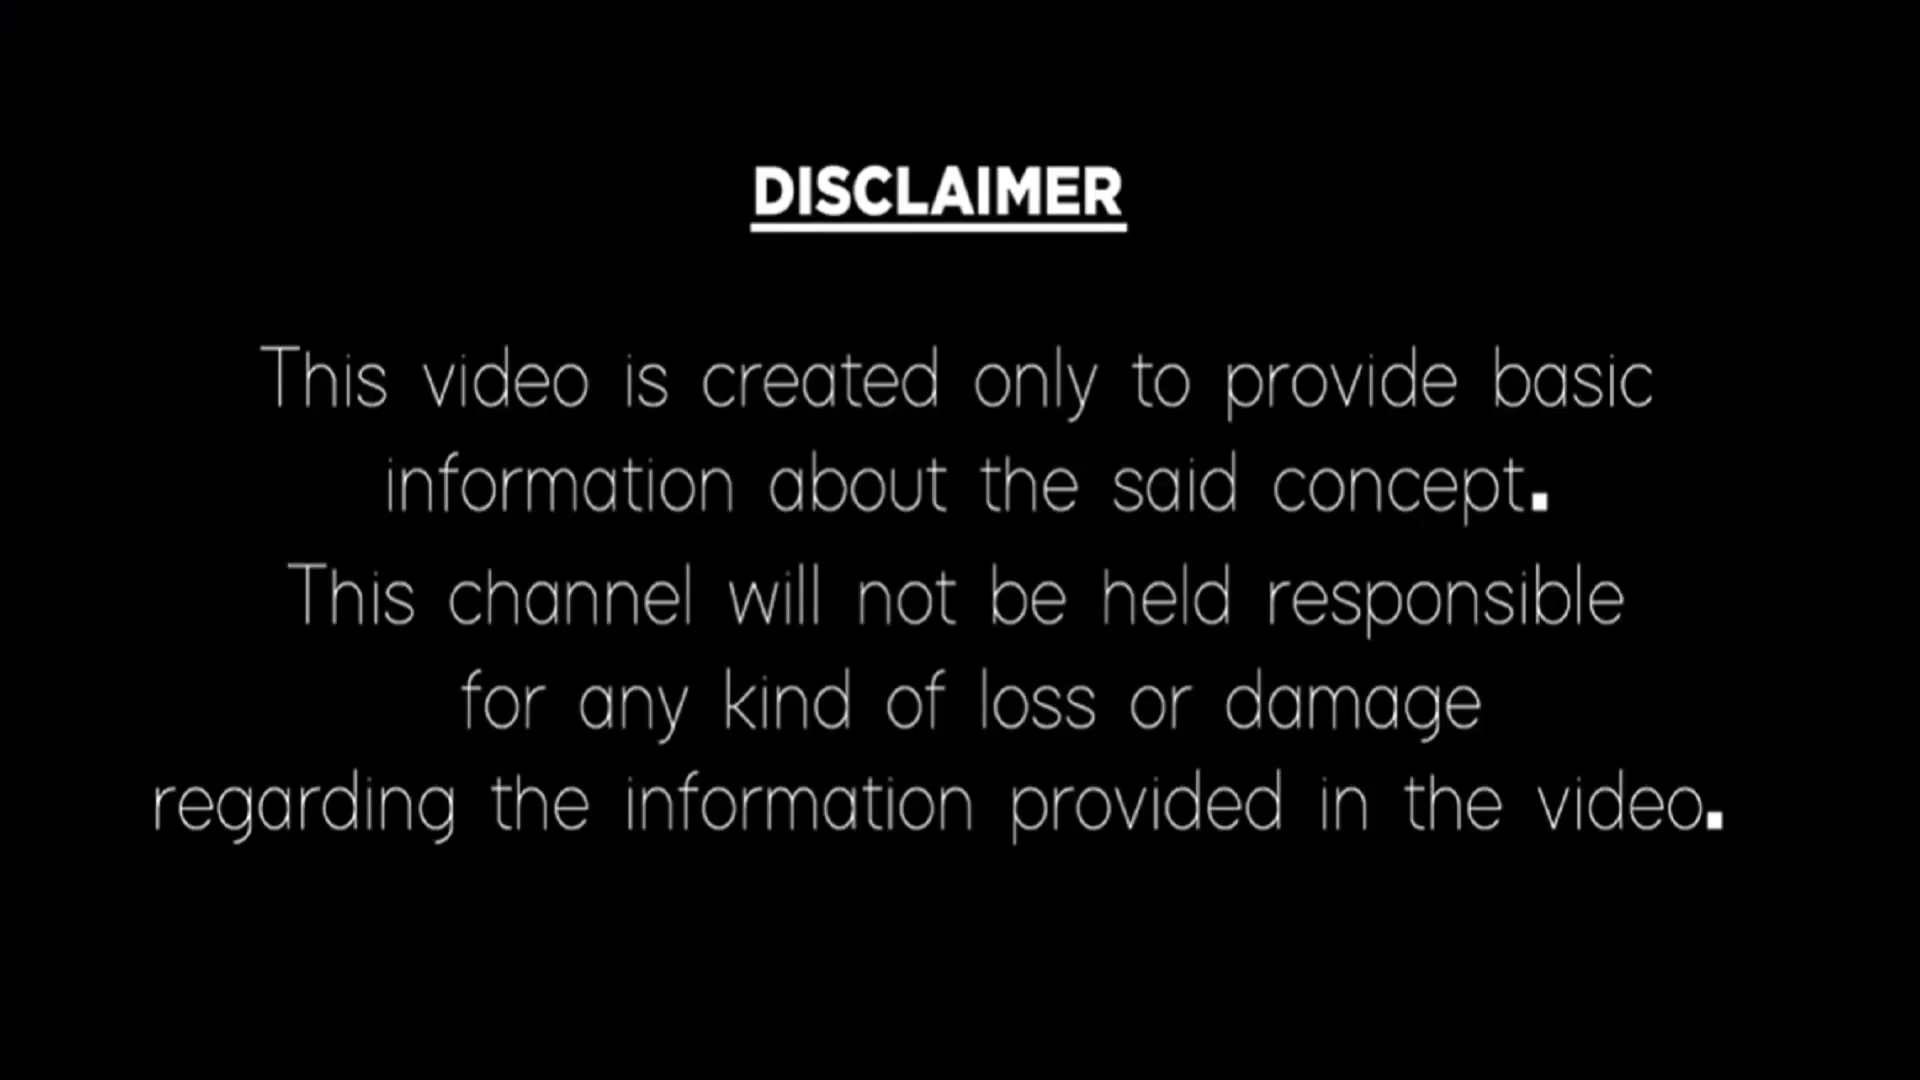 DISCLAIMER
This video is created only to provide basic
information about the said concept.
This channel will not be held responsible
for any kind of loss or damage
regarding the information provided in the video.